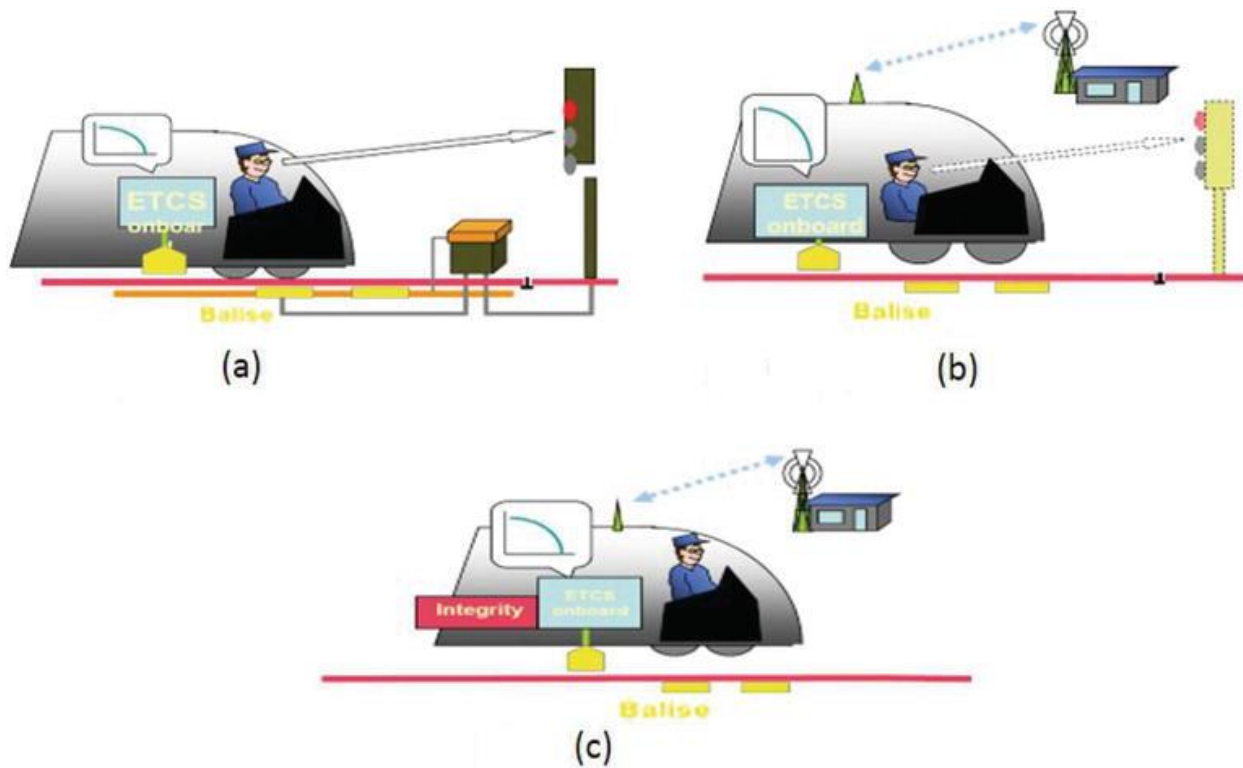 ETCS
onboar
Balise
(a)
ETCS
onboard
Balise
(b)
Integrity
ETCS
onboard
Balise
(c)